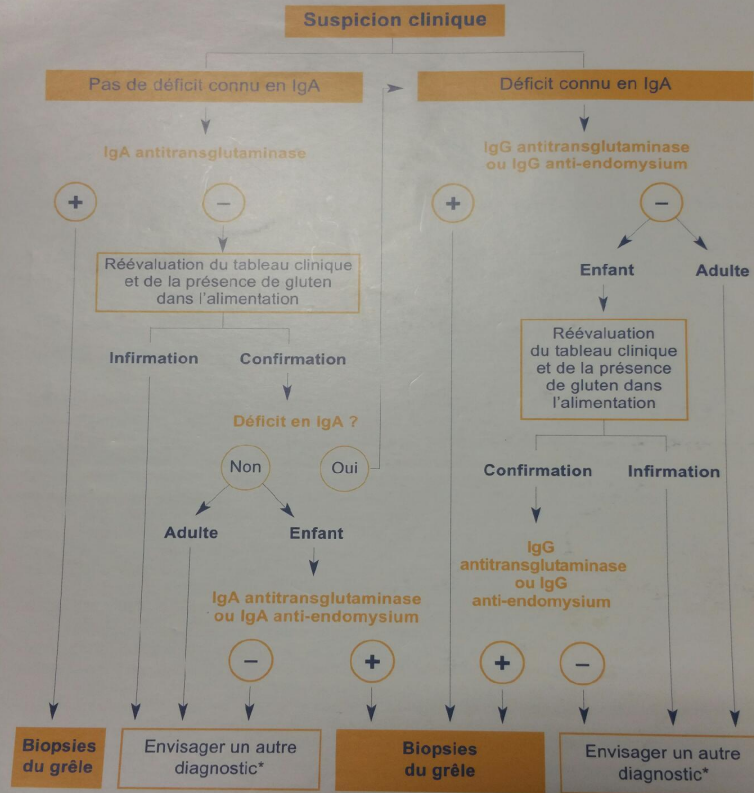 Suspicion clinique
Pas de déficit connu en IgA
Déficit connu en IgA
IgA antitransglutaminase
IgG antitransglutaminase
ou IgG anti-endomysium
+
−
+
−
Réévaluation du tableau clinique
et de la présence de gluten
dans l'alimentation
Enfant
Adulte
Réévaluation
du tableau clinique
et de la présence
de gluten dans
l'alimentation
Infirmation
Confirmation
Déficit en IgA ?
Non
Oui
Confirmation
Infirmation
Adulte
Enfant
IgG
antitransglutaminase
ou IgG
anti-endomysium
IgA antitransglutaminase
ou IgA anti-endomysium
−
+
+
−
Biopsies
du grêle
Envisager un autre
diagnostic*
Biopsies
du grêle
Envisager un autre
diagnostic*